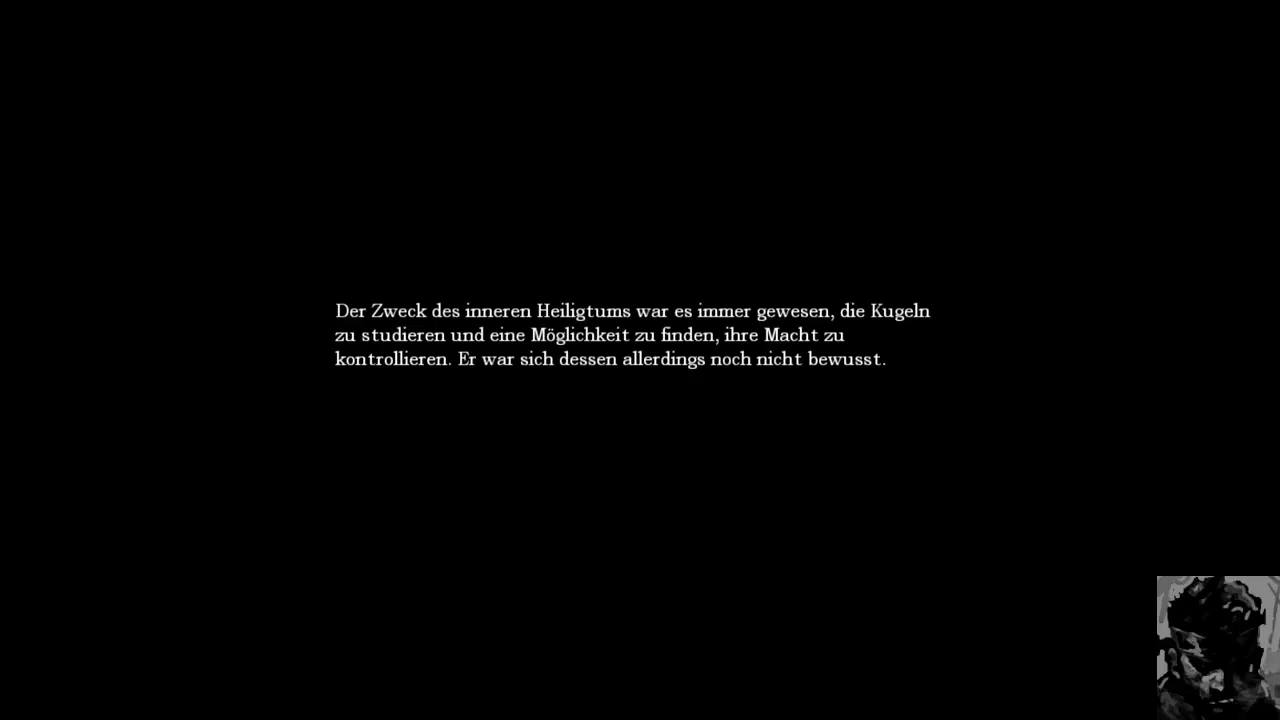 Der Zweck des inneren Heiligtums war es immer gewesen, die Kugeln
zu studieren und eine Möglichkeit zu finden, ihre Macht zu
kontrollieren. Er war sich dessen allerdings noch nicht bewusst.